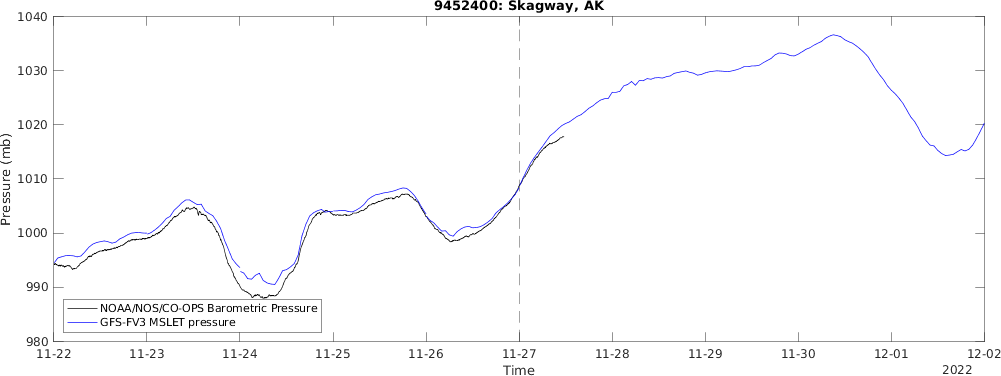 9452400: Skagway, AK
1040
1030
1020
1010
1000
990
980
Pressure (mb)
NOAA/NOS/CO-OPS Barometric Pressure
GFS-FV3 MSLET pressure
11-22 11-23 11-24 11-25 11-26 11-27 11-28 11-29 11-30 12-01 12-02
Time
2022